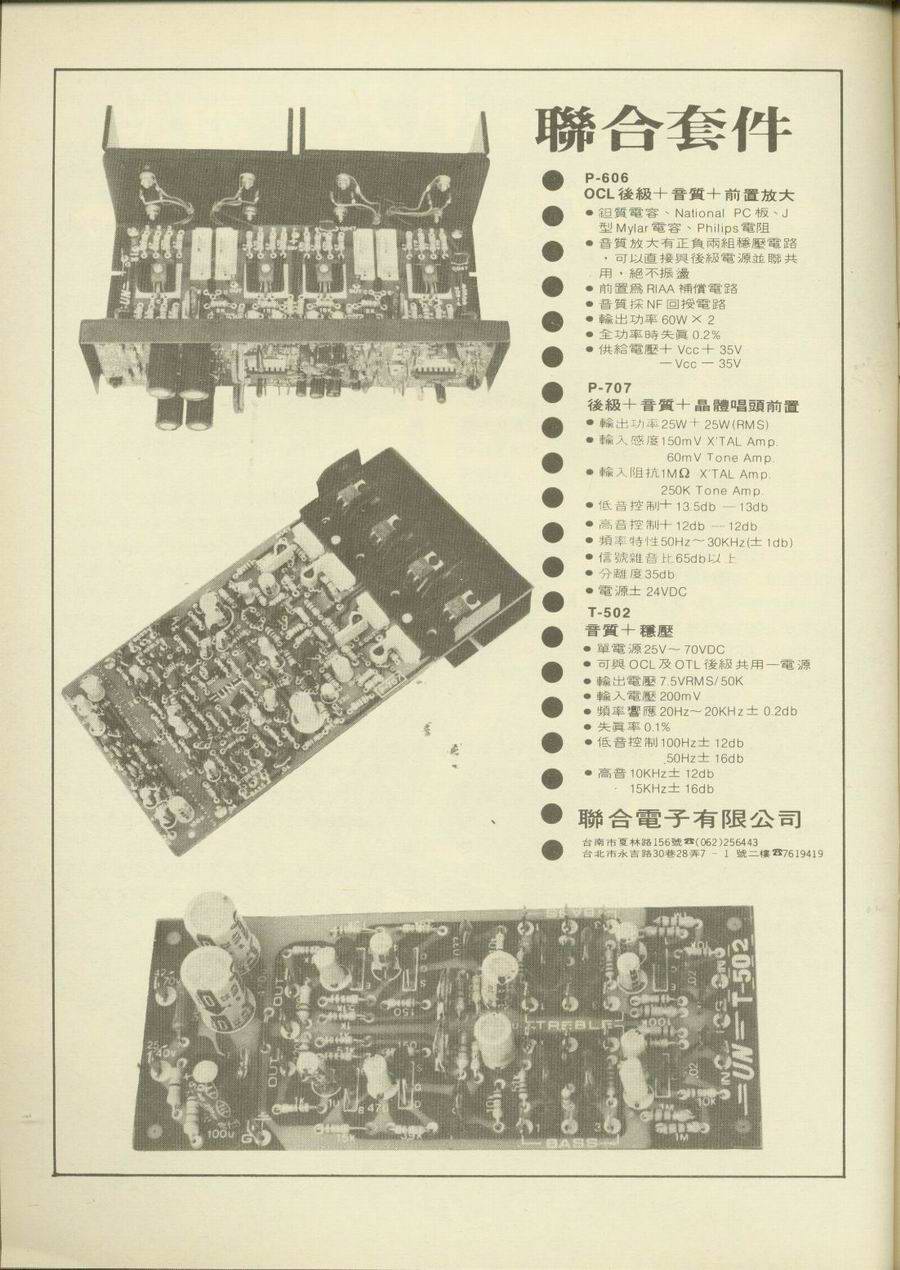 聯合套件
P-606
OCL後級＋音質＋前置放大
● 鉭質電容、National PC板、J
型Mylar電容、Philips電阻
● 音質放大有正負兩組穩壓電路
，可以直接與後級電源並聯共
用，絕不振盪
● 前置爲RIAA補償電路
● 音質採NF回授電路
● 輸出功率60W×2
● 全功率時失眞0.2%
● 供給電壓＋Vcc＋35V
－Vcc－35V
P-707
後級＋音質＋晶體唱頭前置
● 輸出功率25W＋25W(RMS)
● 輸入感度150mV X'TAL Amp.
60mV Tone Amp.
● 輸入阻抗1MΩ X'TAL Amp.
250K Tone Amp.
● 低音控制＋13.5db －13db
● 高音控制＋12db －12db
● 頻率特性50Hz～30KHz(±1db)
● 信號雜音比65db以上
● 分離度35db
● 電源±24VDC
T-502
音質＋穩壓
● 單電源25V～70VDC
● 可與OCL及OTL後級共用一電源
● 輸出電壓7.5VRMS/50K
● 輸入電壓200mV
● 頻率響應20Hz～20KHz±0.2db
● 失眞率0.1%
● 低音控制100Hz±12db
50Hz±16db
● 高音10KHz±12db
15KHz±16db
聯合電子有限公司
台南市夏林路156號☎(062)256443
台北市永吉路30巷28弄7－1號二樓☎7619419
UN
P707
TREBLE
BASS
OUT
OUT
UN T-502
100u
15K
39K
470
150
1M
10K
100K